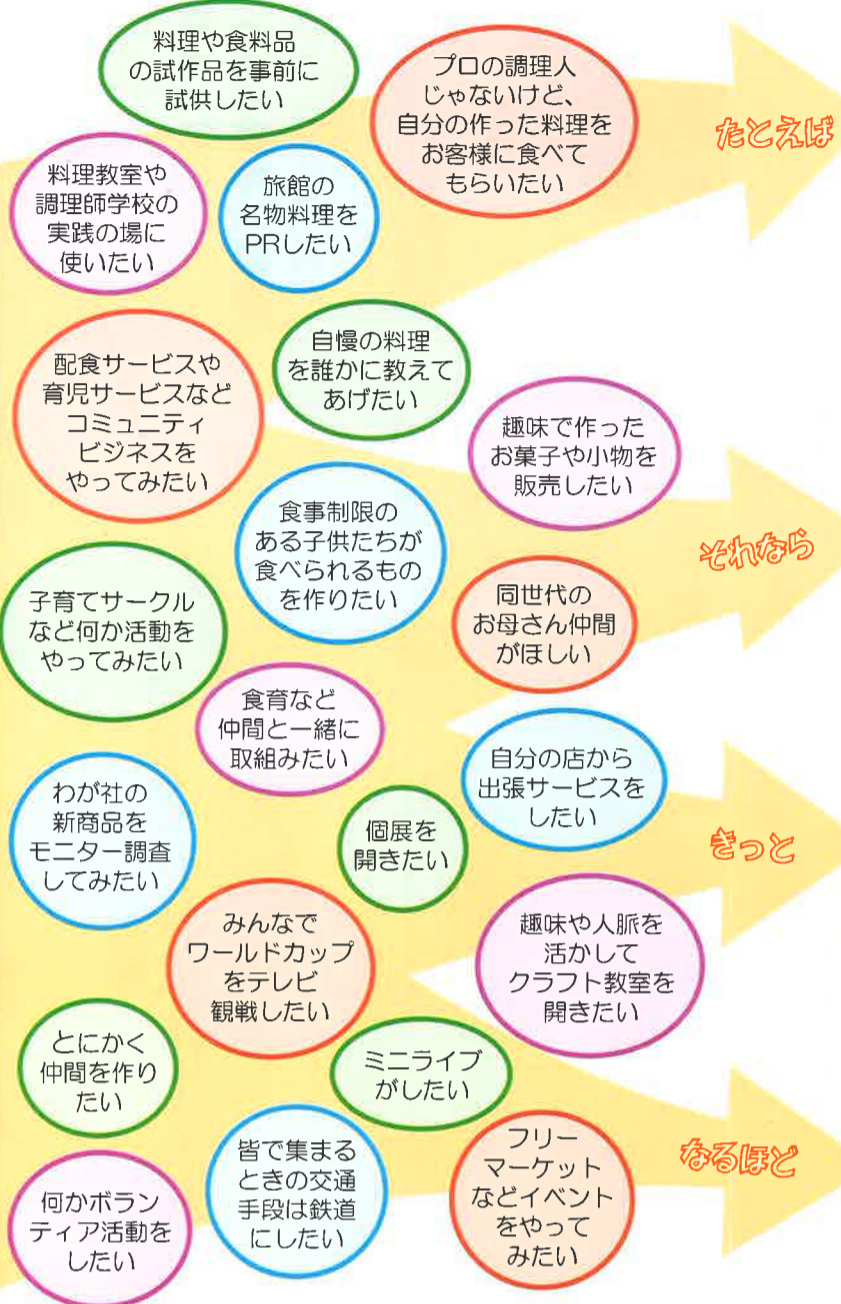 料理や食料品
の試作品を事前に
試供したい
プロの調理人
じゃないけど、
自分の作った料理を
お客様に食べて
もらいたい
たとえば
料理教室や
調理師学校の
実践の場に
使いたい
旅館の
名物料理を
PRしたい
自慢の料理
を誰かに教えて
あげたい
配食サービスや
育児サービスなど
コミュニティ
ビジネスを
やってみたい
趣味で作った
お菓子や小物を
販売したい
食事制限の
ある子供たちが
食べられるもの
を作りたい
それなら
子育てサークル
など何か活動を
やってみたい
同世代の
お母さん仲間
がほしい
食育など
仲間と一緒に
取組みたい
自分の店から
出張サービスを
したい
わが社の
新商品を
モニター調査
してみたい
個展を
開きたい
きっと
みんなで
ワールドカップ
をテレビ
観戦したい
趣味や人脈を
活かして
クラフト教室を
開きたい
とにかく
仲間を作り
たい
ミニライブ
がしたい
皆で集まる
ときの交通
手段は鉄道
にしたい
フリー
マーケット
などイベント
をやって
みたい
なるほど
何かボラン
ティア活動を
したい